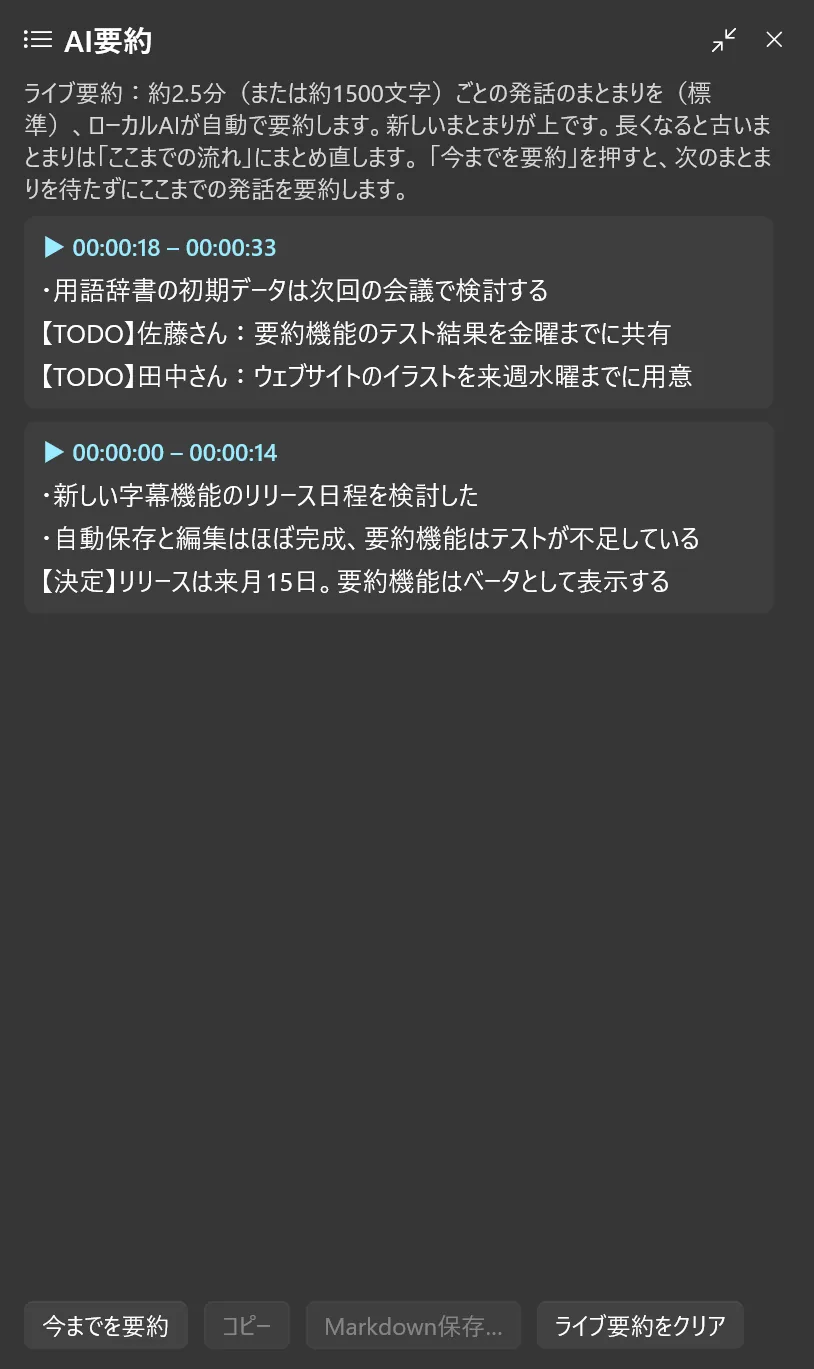 AI要約
ライブ要約：約2.5分（または約1500文字）ごとの発話のまとまりを（標
準）、ローカルAIが自動で要約します。新しいまとまりが上です。長くなると古いま
とまりは「ここまでの流れ」にまとめ直します。「今までを要約」を押すと、次のまとま
りを待たずにここまでの発話を要約します。
▶ 00:00:18 – 00:00:33
・用語辞書の初期データは次回の会議で検討する
【TODO】佐藤さん：要約機能のテスト結果を金曜までに共有
【TODO】田中さん：ウェブサイトのイラストを来週水曜までに用意
▶ 00:00:00 – 00:00:14
・新しい字幕機能のリリース日程を検討した
・自動保存と編集はほぼ完成、要約機能はテストが不足している
【決定】リリースは来月15日。要約機能はベータとして表示する
今までを要約 コピー Markdown保存... ライブ要約をクリア